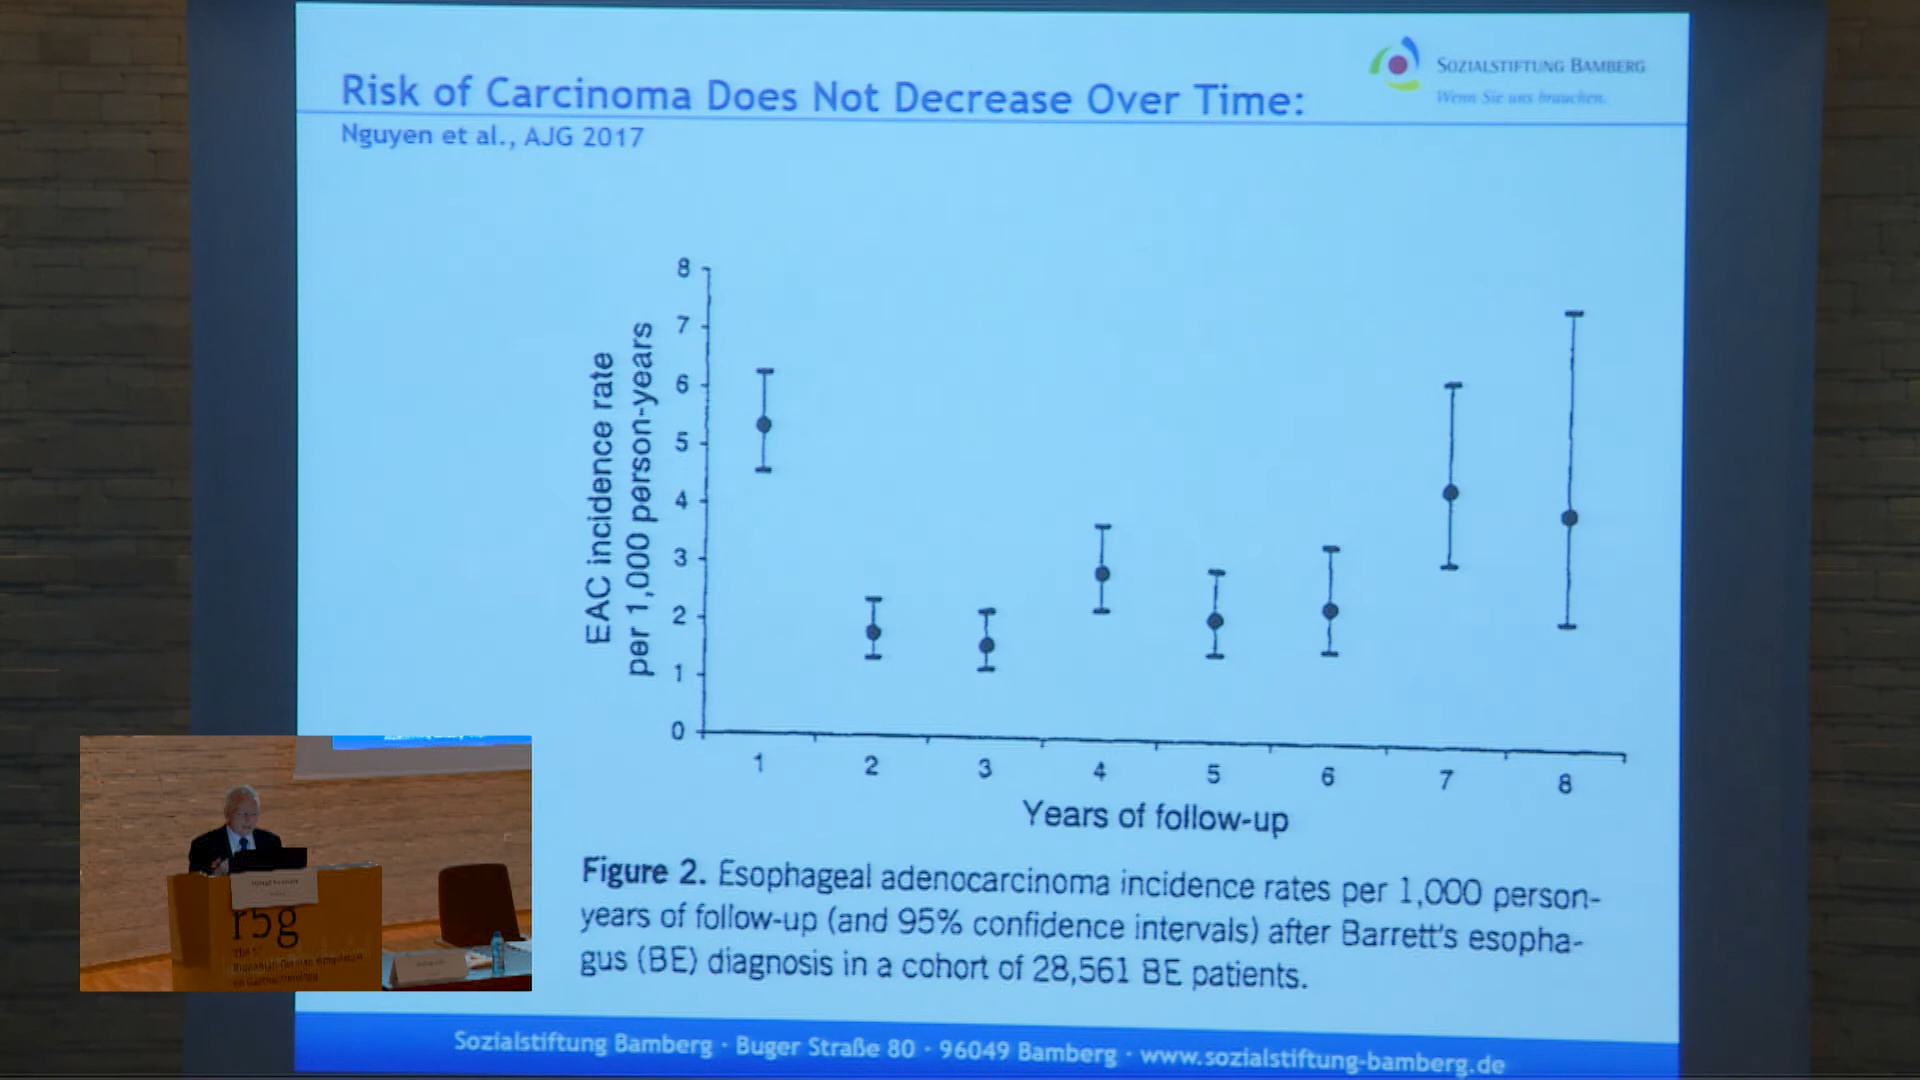 Risk of Carcinoma Does Not Decrease Over Time:
Nguyen et al., AJG 2017
SOZIALSTIFTUNG BAMBERG
Wenn Sie uns brauchen.
EAC incidence rate
per 1,000 person-years
8
7
6
5
4
3
2
1
0
1 2 3 4 5 6 7 8
Years of follow-up
Figure 2. Esophageal adenocarcinoma incidence rates per 1,000 person-
years of follow-up (and 95% confidence intervals) after Barrett's esopha-
gus (BE) diagnosis in a cohort of 28,561 BE patients.
r5g
Sozialstiftung Bamberg · Buger Straße 80 · 96049 Bamberg · www.sozialstiftung-bamberg.de